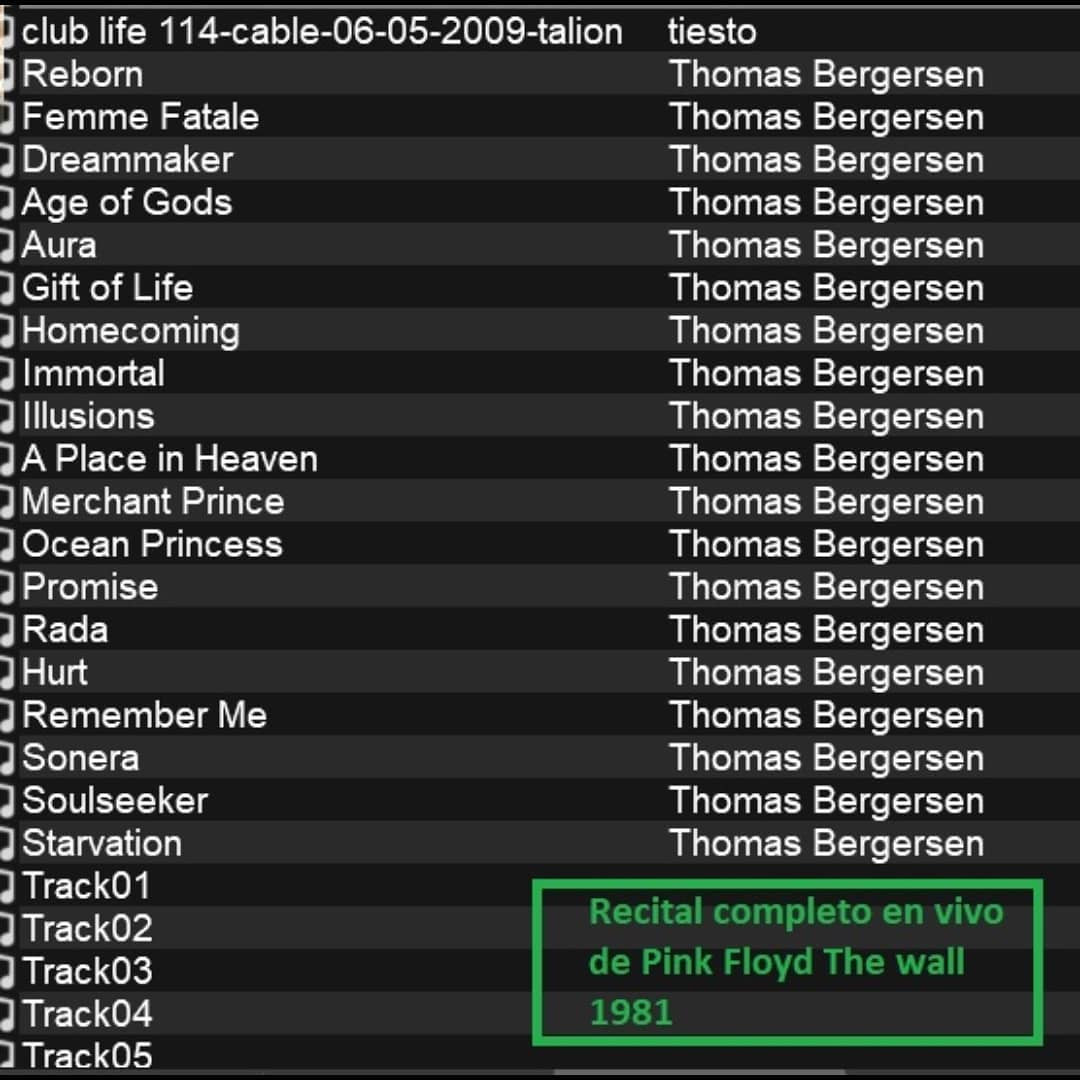 club life 114-cable-06-05-2009-talion tiesto
Reborn Thomas Bergersen
Femme Fatale Thomas Bergersen
Dreammaker Thomas Bergersen
Age of Gods Thomas Bergersen
Aura Thomas Bergersen
Gift of Life Thomas Bergersen
Homecoming Thomas Bergersen
Immortal Thomas Bergersen
Illusions Thomas Bergersen
A Place in Heaven Thomas Bergersen
Merchant Prince Thomas Bergersen
Ocean Princess Thomas Bergersen
Promise Thomas Bergersen
Rada Thomas Bergersen
Hurt Thomas Bergersen
Remember Me Thomas Bergersen
Sonera Thomas Bergersen
Soulseeker Thomas Bergersen
Starvation Thomas Bergersen
Track01
Track02
Track03
Track04
Track05
Recital completo en vivo
de Pink Floyd The wall
1981